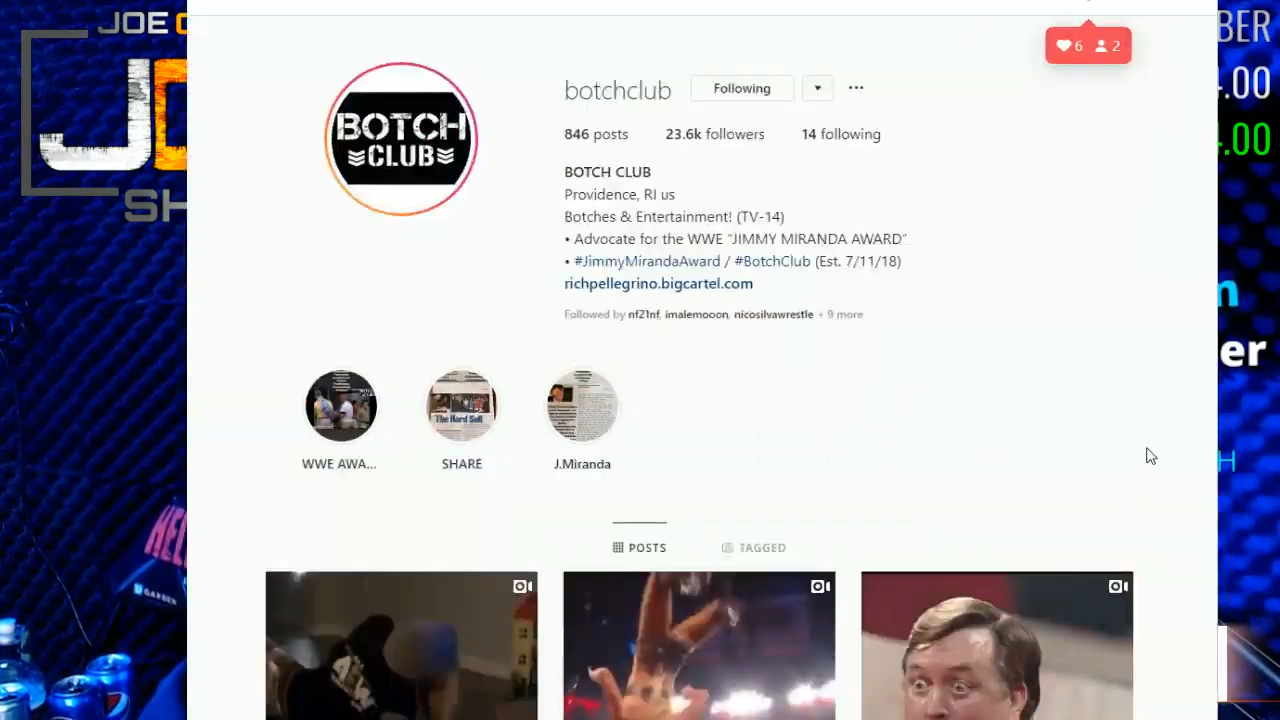 JOE
SH
BER
4.00
4.00
er
H
6 2
BOTCH
CLUB
botchclub Following
846 posts 23.6k followers 14 following
BOTCH CLUB
Providence, RI us
Botches & Entertainment! (TV-14)
• Advocate for the WWE "JIMMY MIRANDA AWARD"
• #JimmyMirandaAward / #BotchClub (Est. 7/11/18)
richpellegrino.bigcartel.com
Followed by nf21nf, imalemooon, nicosilvawrestle + 9 more
The Hard Sell
WWE AWA... SHARE J.Miranda
POSTS TAGGED